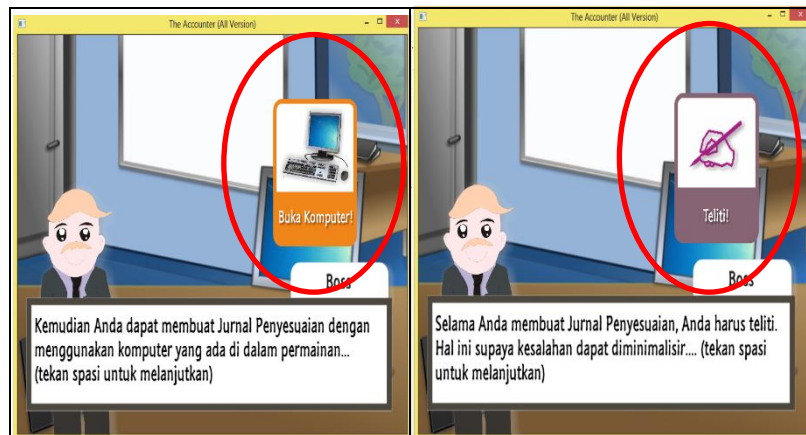 The Accounter (All Version)
Buka Komputer!
Boss
Kemudian Anda dapat membuat Jurnal Penyesuaian dengan
menggunakan komputer yang ada di dalam permainan...
(tekan spasi untuk melanjutkan)
The Accounter (All Version)
Teliti!
Boss
Selama Anda membuat Jurnal Penyesuaian, Anda harus teliti.
Hal ini supaya kesalahan dapat diminimalisir.... (tekan spasi
untuk melanjutkan)